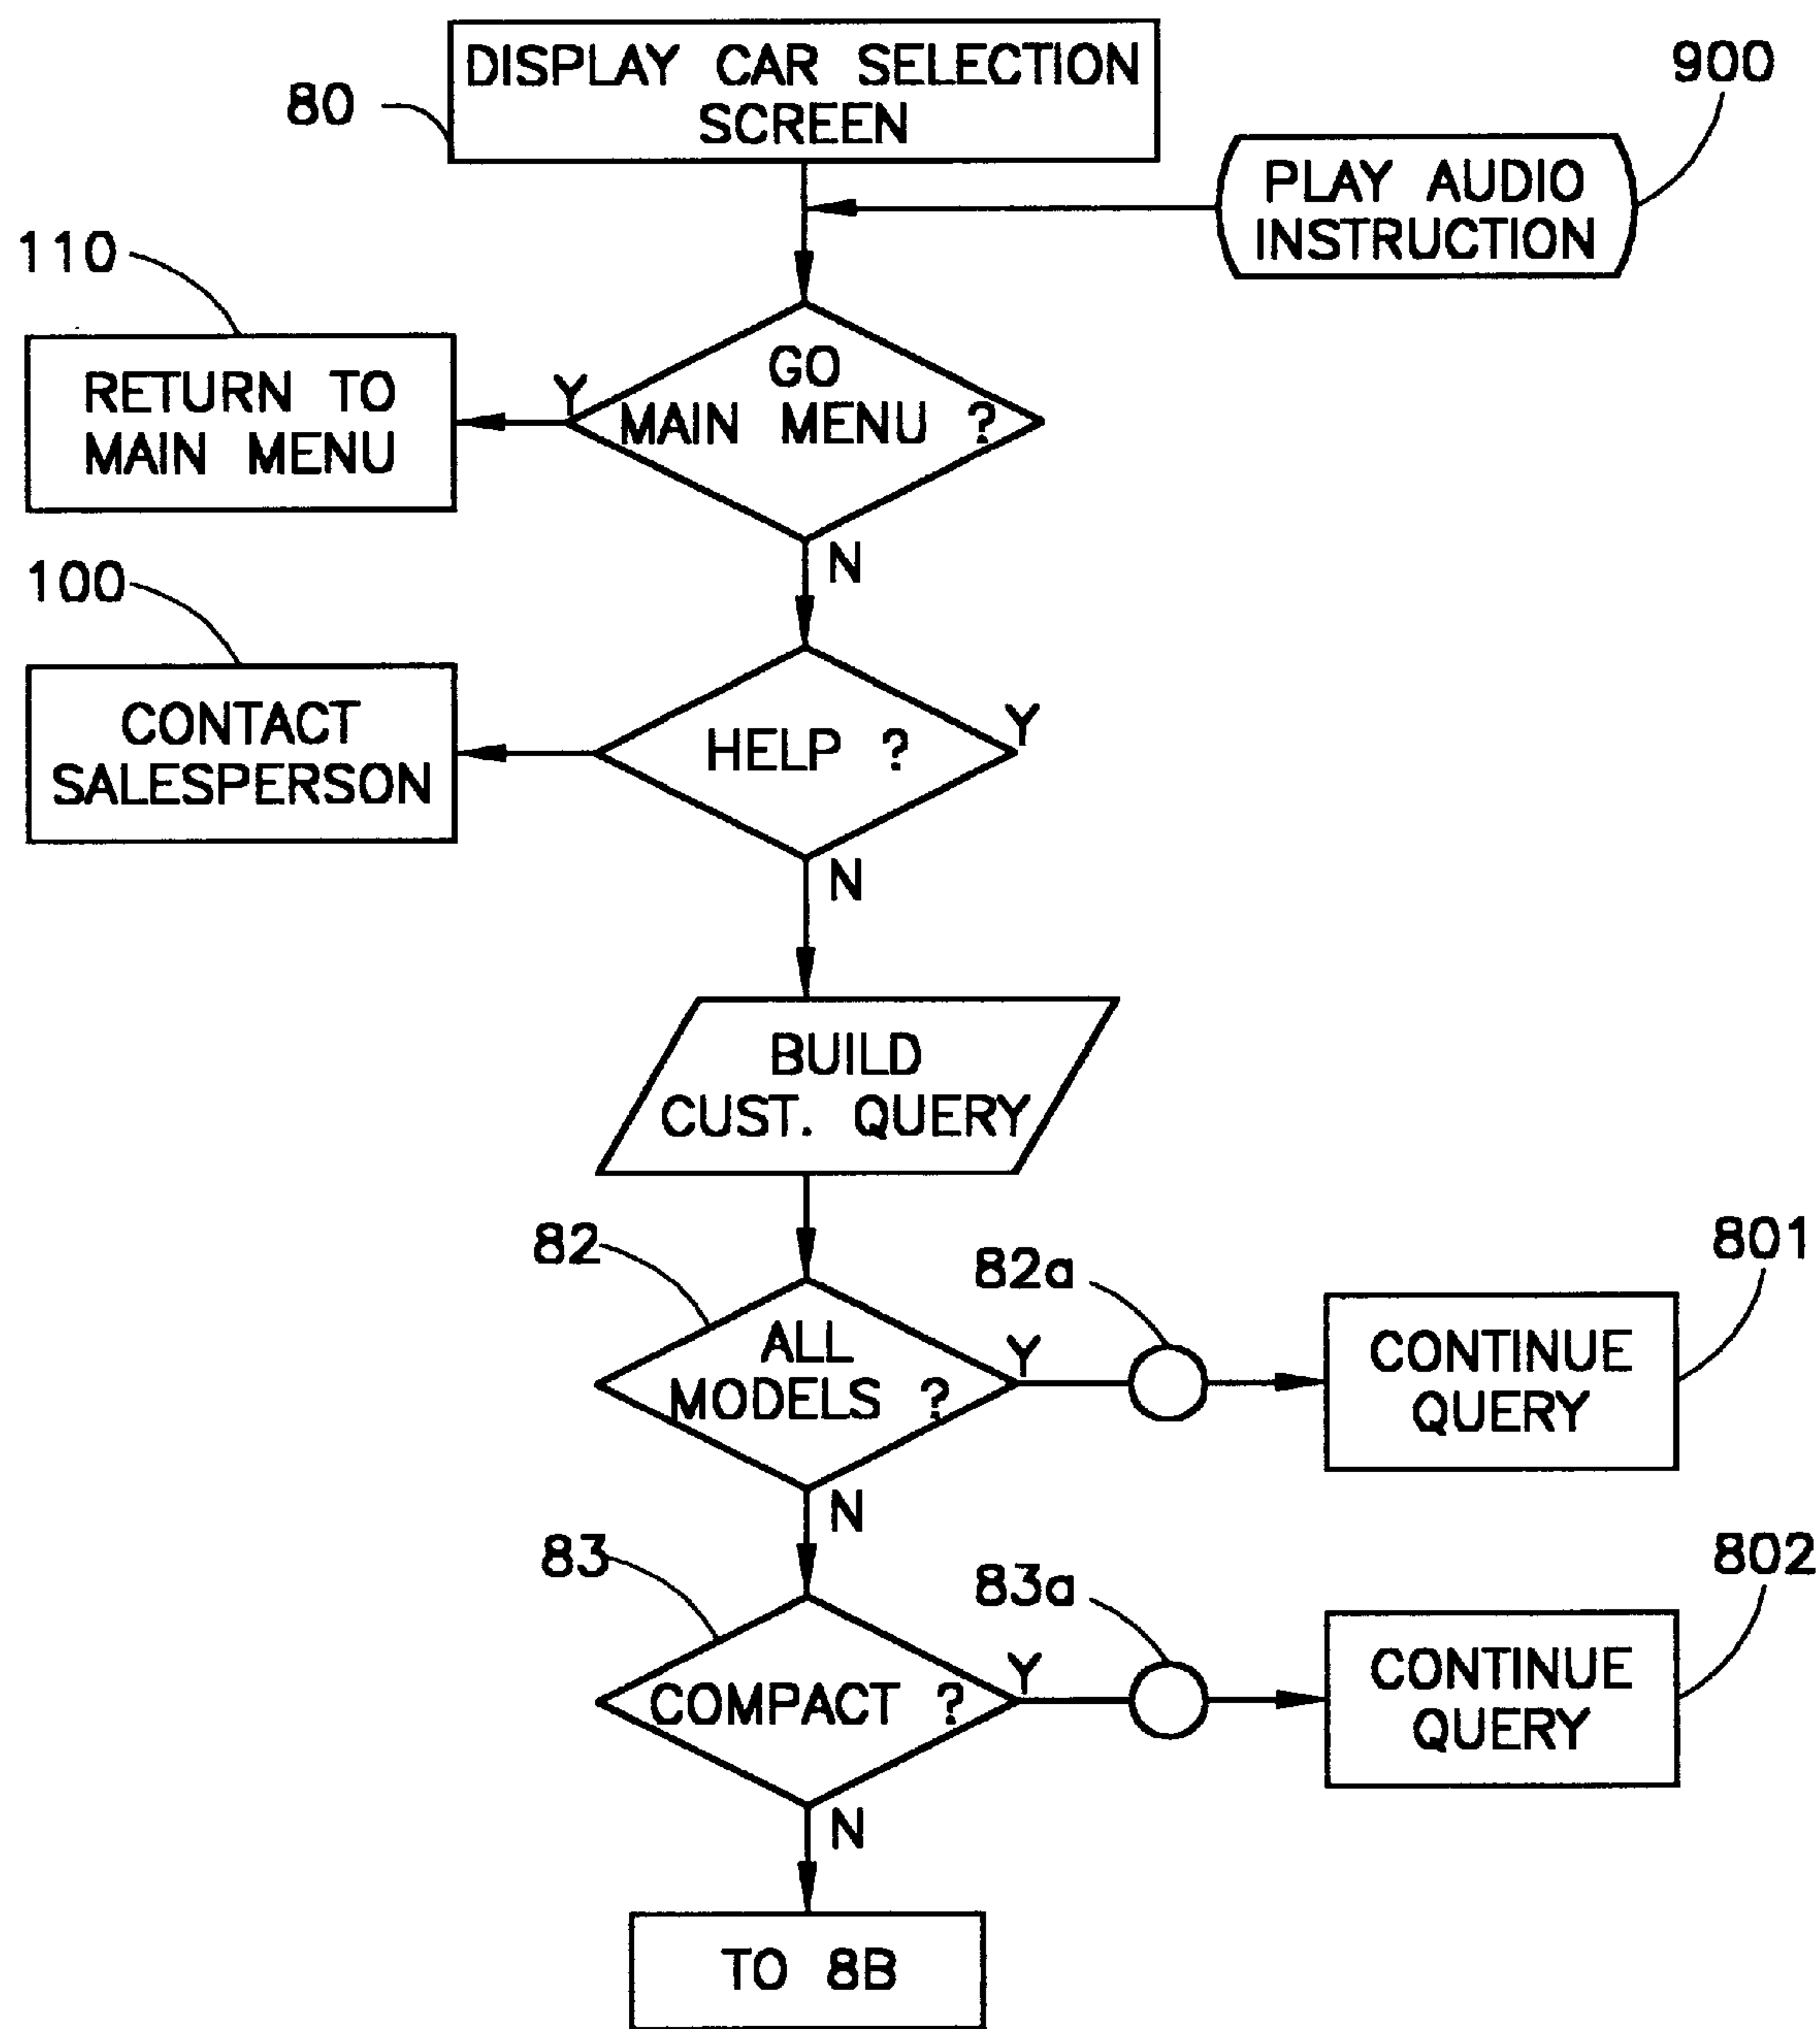 DISPLAY CAR SELECTION
SCREEN
80
900
PLAY AUDIO
INSTRUCTION
110
RETURN TO
MAIN MENU
Y
GO
MAIN MENU ?
N
100
CONTACT
SALESPERSON
HELP ?
Y
N
BUILD
CUST. QUERY
82
ALL
MODELS ?
Y
82a
801
CONTINUE
QUERY
N
83
COMPACT ?
Y
83a
802
CONTINUE
QUERY
N
TO 8B